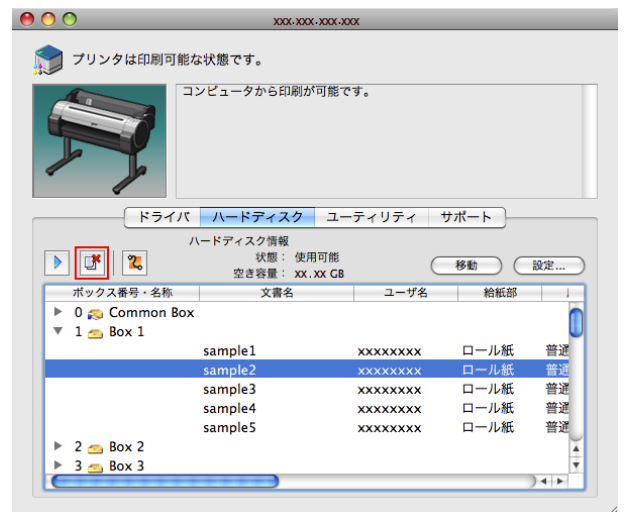 xxx.xxx.xxx.xxx
プリンタは印刷可能な状態です。
コンピュータから印刷が可能です。
ドライバ ハードディスク ユーティリティ サポート
ハードディスク情報
状態： 使用可能
空き容量： xx.xx GB
移動 設定...
ボックス番号・名称 文書名 ユーザ名 給紙部
0 Common Box
1 Box 1
sample1 xxxxxxxx ロール紙 普通
sample2 xxxxxxxx ロール紙 普通
sample3 xxxxxxxx ロール紙 普通
sample4 xxxxxxxx ロール紙 普通
sample5 xxxxxxxx ロール紙 普通
2 Box 2
3 Box 3